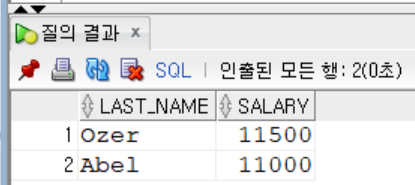 질의 결과 ×
SQL | 인출된 모든 행: 2(0초)
LAST_NAME SALARY
1 Ozer 11500
2 Abel 11000